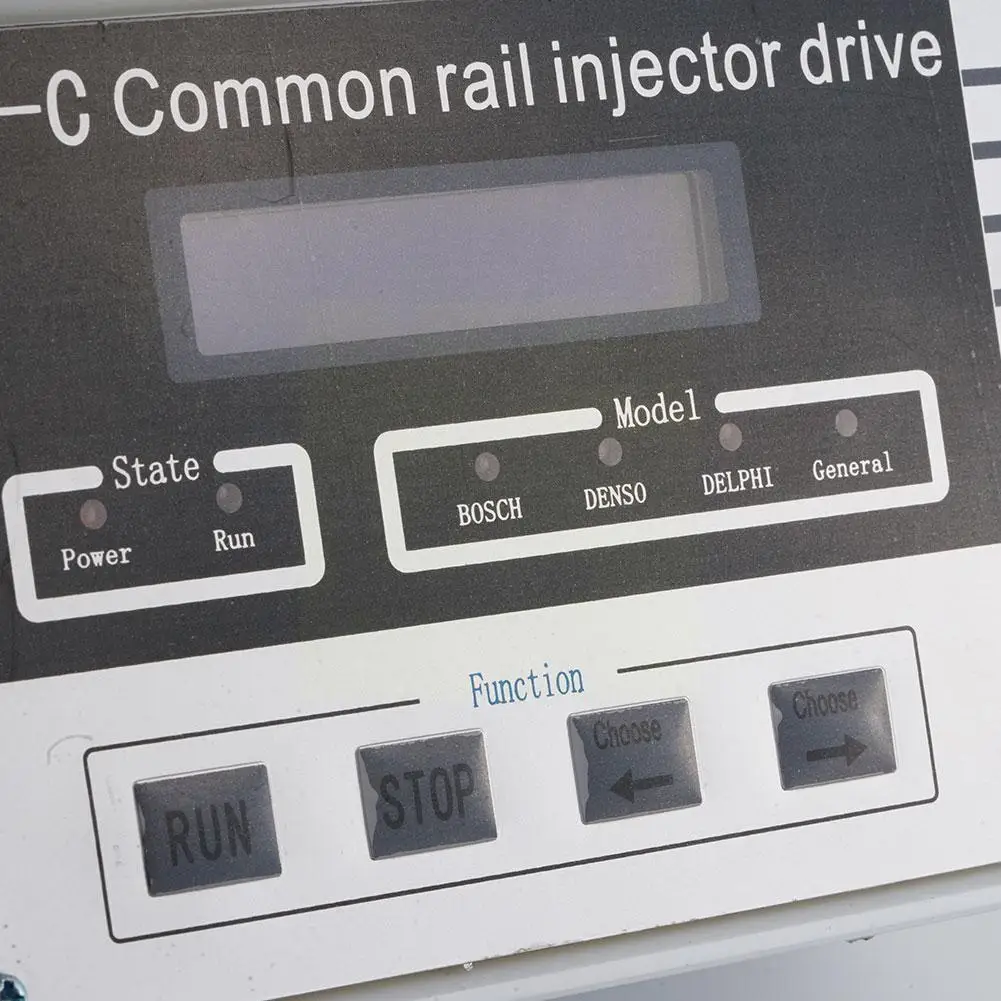 -C Common rail injector drive
State
Model
Power
Run
BOSCH
DENSO
DELPHI
General
Function
RUN
STOP
Choose
←
Choose
→